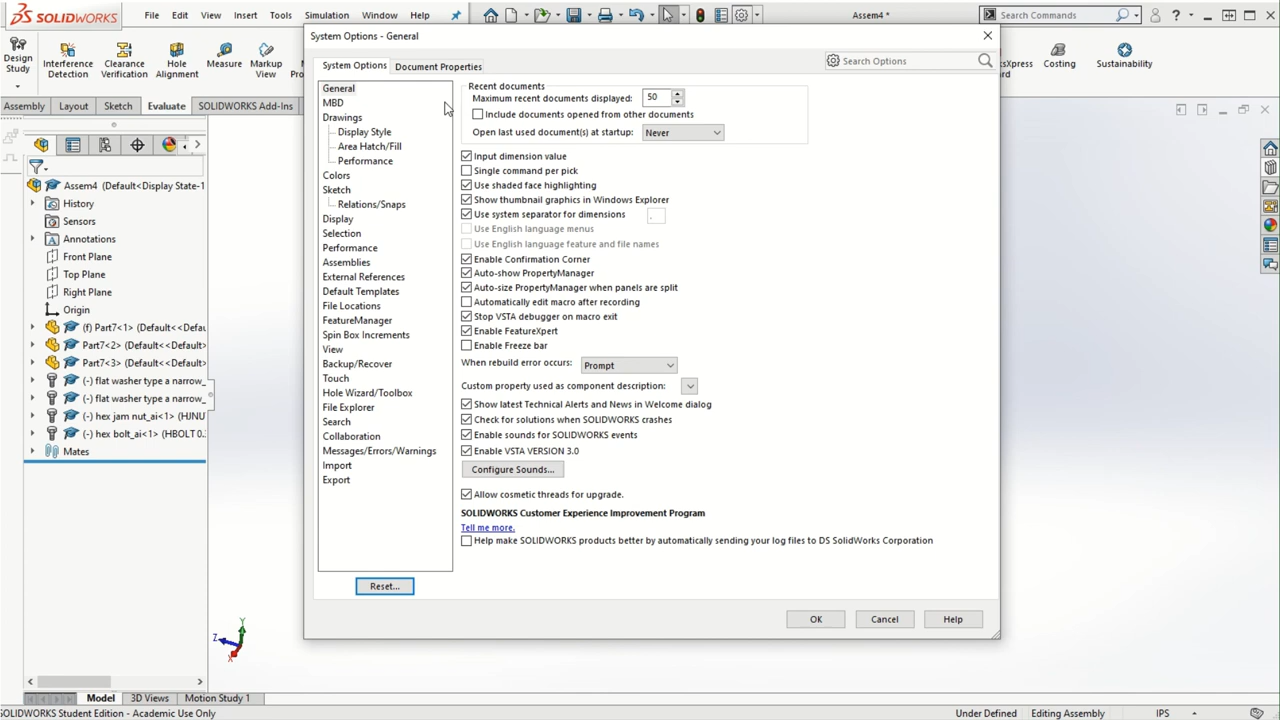 SOLIDWORKS File Edit View Insert Tools Simulation Window Help Assem4 * Search Commands ?
Design Study
Interference Detection
Clearance Verification
Hole Alignment
Measure
Markup View
Costing
Sustainability
Assembly Layout Sketch Evaluate SOLIDWORKS Add-Ins
Assem4 (Default<Display State-1
History
Sensors
Annotations
Front Plane
Top Plane
Right Plane
Origin
(f) Part7<1> (Default<<Defau
Part7<2> (Default<<Defau
Part7<3> (Default<<Defau
(-) flat washer type a narrow_
(-) flat washer type a narrow_
(-) hex jam nut_ai<1> (HJNU
(-) hex bolt_ai<1> (HBOLT 0.
Mates
System Options - General
System Options Document Properties
Search Options
General
MBD
Drawings
Display Style
Area Hatch/Fill
Performance
Colors
Sketch
Relations/Snaps
Display
Selection
Performance
Assemblies
External References
Default Templates
File Locations
FeatureManager
Spin Box Increments
View
Backup/Recover
Touch
Hole Wizard/Toolbox
File Explorer
Search
Collaboration
Messages/Errors/Warnings
Import
Export
Reset...
Recent documents
Maximum recent documents displayed: 50
Include documents opened from other documents
Open last used document(s) at startup: Never
Input dimension value
Single command per pick
Use shaded face highlighting
Show thumbnail graphics in Windows Explorer
Use system separator for dimensions .
Use English language menus
Use English language feature and file names
Enable Confirmation Corner
Auto-show PropertyManager
Auto-size PropertyManager when panels are split
Automatically edit macro after recording
Stop VSTA debugger on macro exit
Enable FeatureXpert
Enable Freeze bar
When rebuild error occurs: Prompt
Custom property used as component description:
Show latest Technical Alerts and News in Welcome dialog
Check for solutions when SOLIDWORKS crashes
Enable sounds for SOLIDWORKS events
Enable VSTA VERSION 3.0
Configure Sounds...
Allow cosmetic threads for upgrade.
SOLIDWORKS Customer Experience Improvement Program
Tell me more.
Help make SOLIDWORKS products better by automatically sending your log files to DS SolidWorks Corporation
OK Cancel Help
Y
Z
X
Model 3D Views Motion Study 1
SOLIDWORKS Student Edition - Academic Use Only Under Defined Editing Assembly IPS